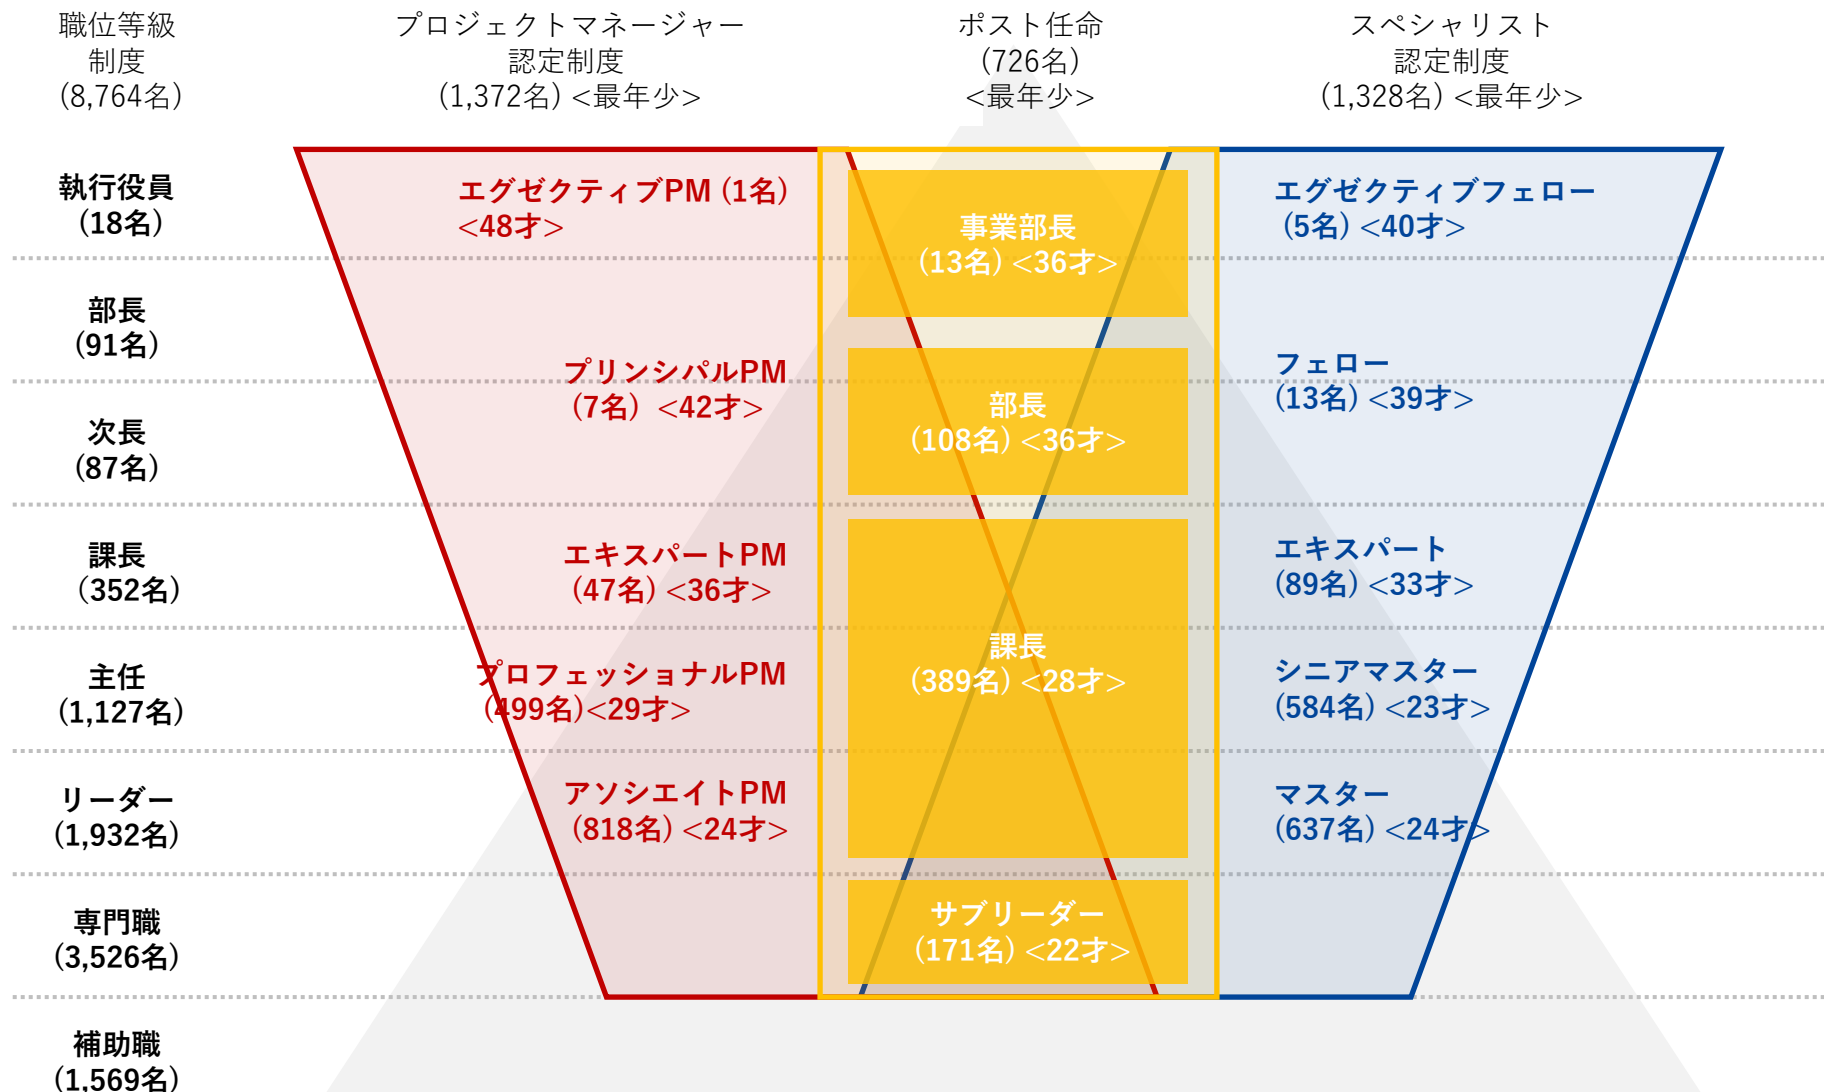 職位等級
制度
(8,764名)
プロジェクトマネージャー
認定制度
(1,372名) <最年少>
ポスト任命
(726名)
<最年少>
スペシャリスト
認定制度
(1,328名) <最年少>
執行役員
(18名)
部長
(91名)
次長
(87名)
課長
(352名)
主任
(1,127名)
リーダー
(1,932名)
専門職
(3,526名)
補助職
(1,569名)
エグゼクティブPM (1名)
<48才>
プリンシパルPM
(7名) <42才>
エキスパートPM
(47名) <36才>
プロフェッショナルPM
(499名)<29才>
アソシエイトPM
(818名) <24才>
事業部長
(13名) <36才>
部長
(108名) <36才>
課長
(389名) <28才>
サブリーダー
(171名) <22才>
エグゼクティブフェロー
(5名) <40才>
フェロー
(13名) <39才>
エキスパート
(89名) <33才>
シニアマスター
(584名) <23才>
マスター
(637名) <24才>